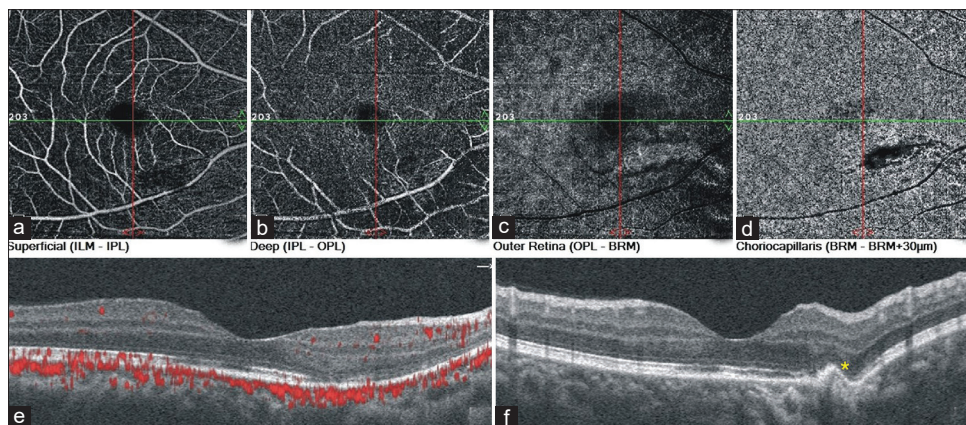 203
203
203
203
a
b
c
d
Superficial (ILM - IPL)
Deep (IPL - OPL)
Outer Retina (OPL - BRM)
Choriocapillaris (BRM - BRM+30µm)
e
f
*